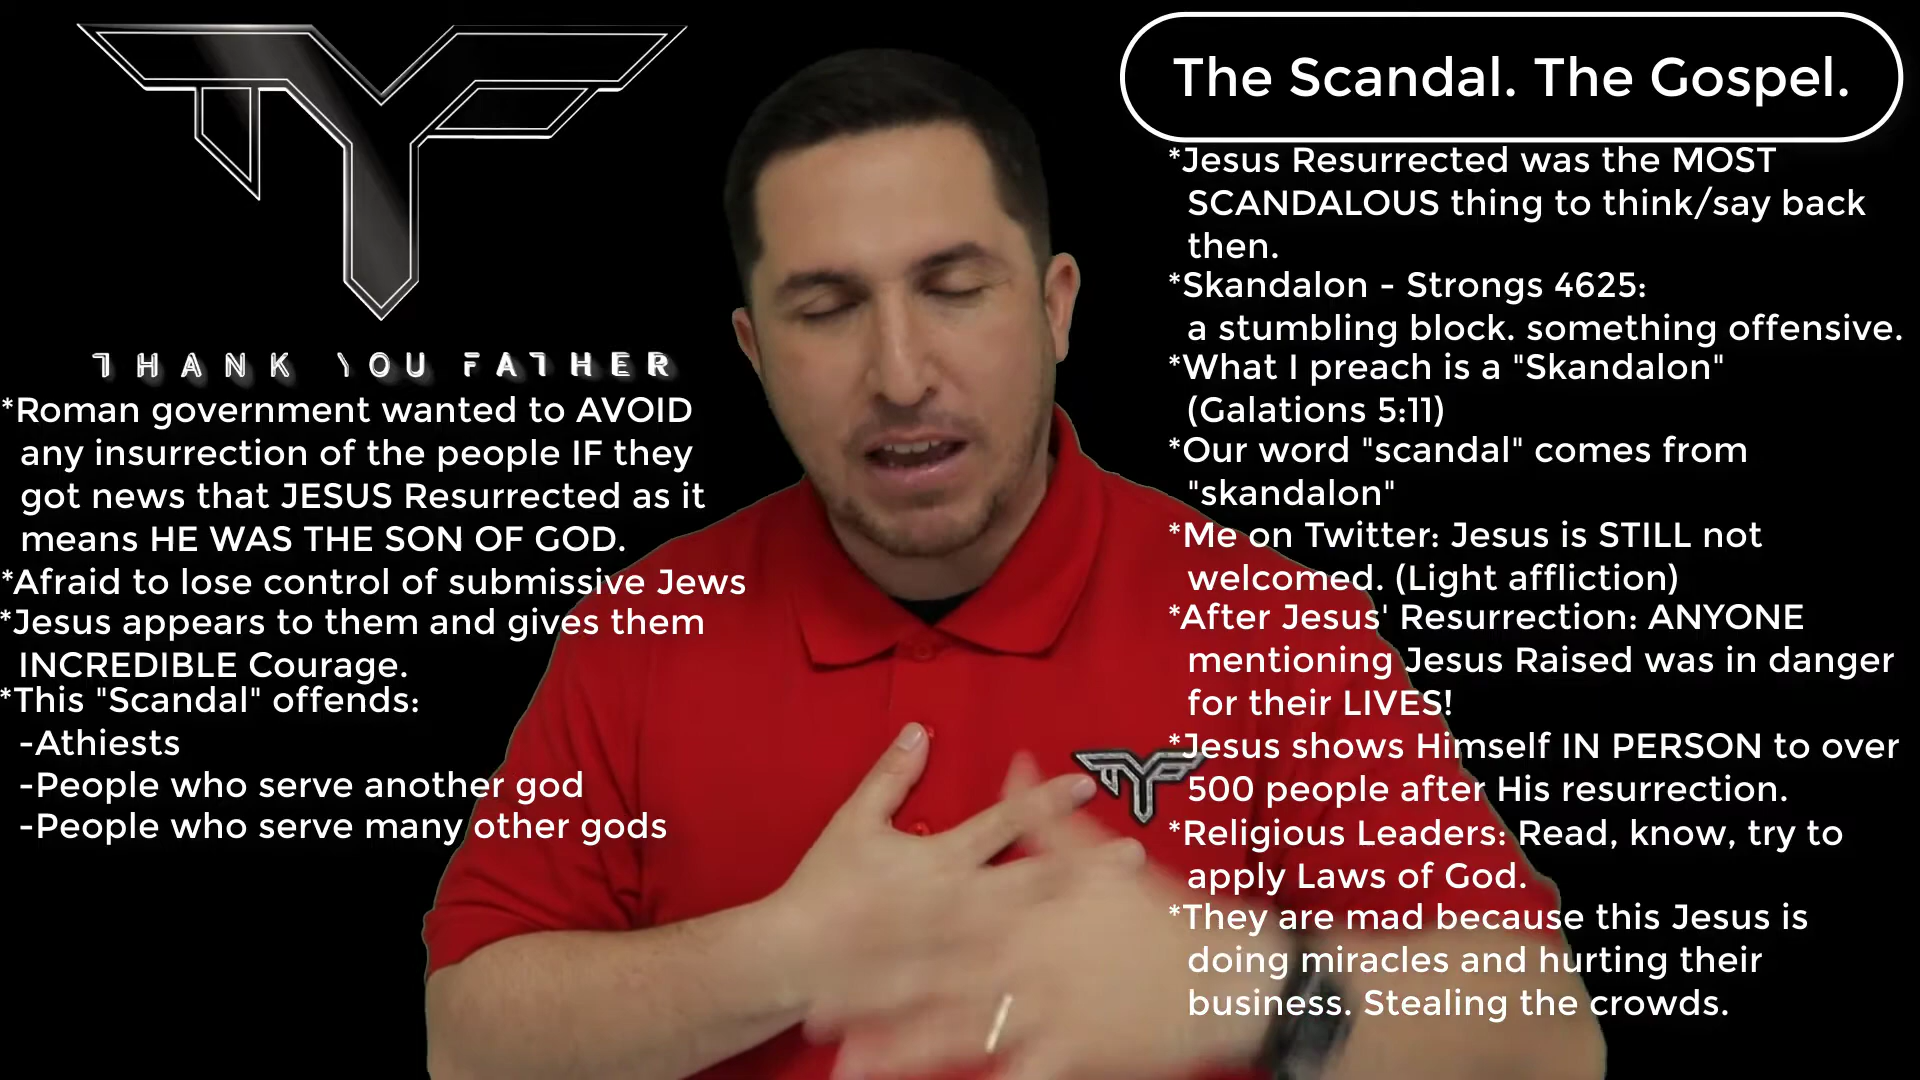 THANK YOU FATHER
*Roman government wanted to AVOID
any insurrection of the people IF they
got news that JESUS Resurrected as it
means HE WAS THE SON OF GOD.
*Afraid to lose control of submissive Jews
*Jesus appears to them and gives them
INCREDIBLE Courage.
*This "Scandal" offends:
-Athiests
-People who serve another god
-People who serve many other gods
The Scandal. The Gospel.
*Jesus Resurrected was the MOST
SCANDALOUS thing to think/say back
then.
*Skandalon - Strongs 4625:
a stumbling block. something offensive.
*What I preach is a "Skandalon"
(Galations 5:11)
*Our word "scandal" comes from
"skandalon"
*Me on Twitter: Jesus is STILL not
welcomed. (Light affliction)
*After Jesus' Resurrection: ANYONE
mentioning Jesus Raised was in danger
for their LIVES!
*Jesus shows Himself IN PERSON to over
500 people after His resurrection.
*Religious Leaders: Read, know, try to
apply Laws of God.
*They are mad because this Jesus is
doing miracles and hurting their
business. Stealing the crowds.